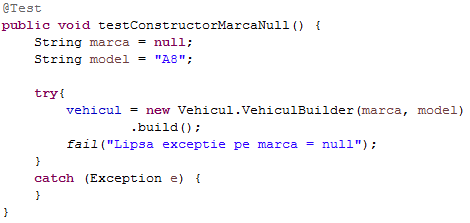 @Test
public void testConstructorMarcaNull() {
    String marca = null;
    String model = "A8";

    try{
        vehicul = new Vehicul.VehiculBuilder(marca, model)
                .build();
        fail("Lipsa exceptie pe marca = null");
    }
    catch (Exception e) {
    }
}